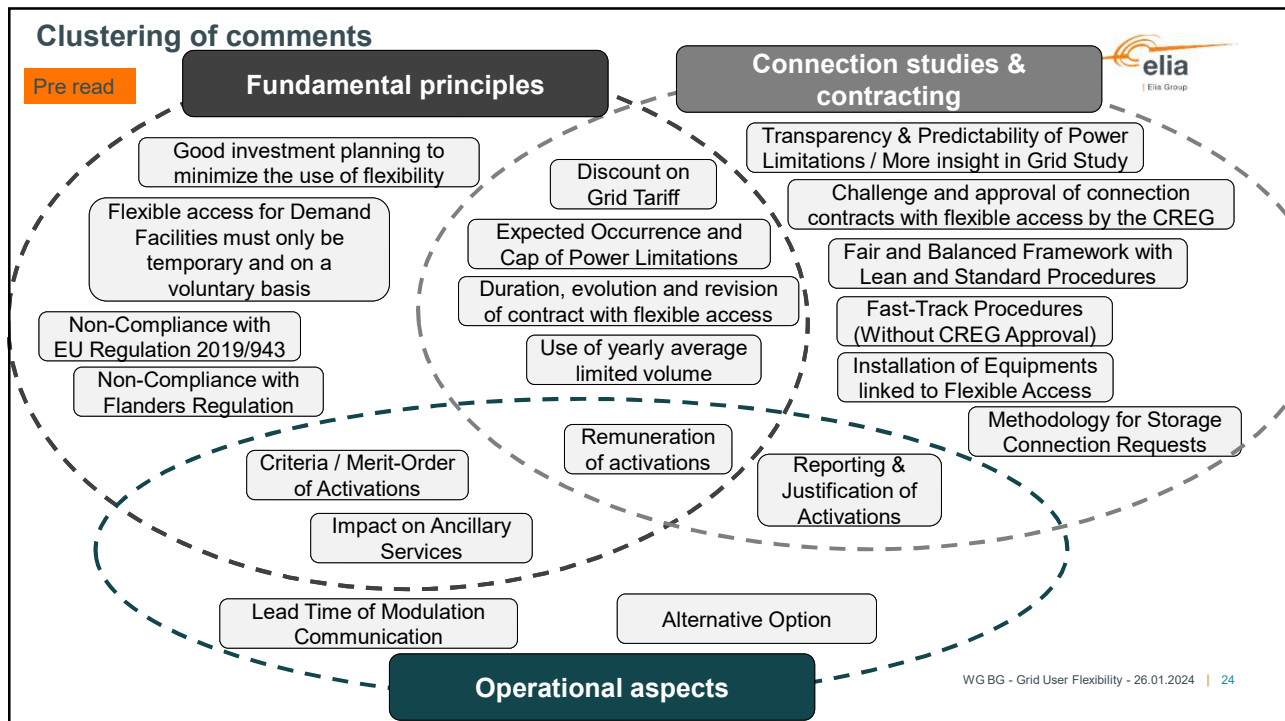 Clustering of comments
Pre read
Fundamental principles
Connection studies &
contracting
elia
Elia Group
Good investment planning to
minimize the use of flexibility
Flexible access for Demand
Facilities must only be
temporary and on a
voluntary basis
Non-Compliance with
EU Regulation 2019/943
Non-Compliance with
Flanders Regulation
Discount on
Grid Tariff
Expected Occurrence and
Cap of Power Limitations
Duration, evolution and revision
of contract with flexible access
Use of yearly average
limited volume
Transparency & Predictability of Power
Limitations / More insight in Grid Study
Challenge and approval of connection
contracts with flexible access by the CREG
Fair and Balanced Framework with
Lean and Standard Procedures
Fast-Track Procedures
(Without CREG Approval)
Installation of Equipments
linked to Flexible Access
Methodology for Storage
Connection Requests
Remuneration
of activations
Criteria / Merit-Order
of Activations
Reporting &
Justification of
Activations
Impact on Ancillary
Services
Lead Time of Modulation
Communication
Alternative Option
Operational aspects
WG BG - Grid User Flexibility - 26.01.2024 | 24